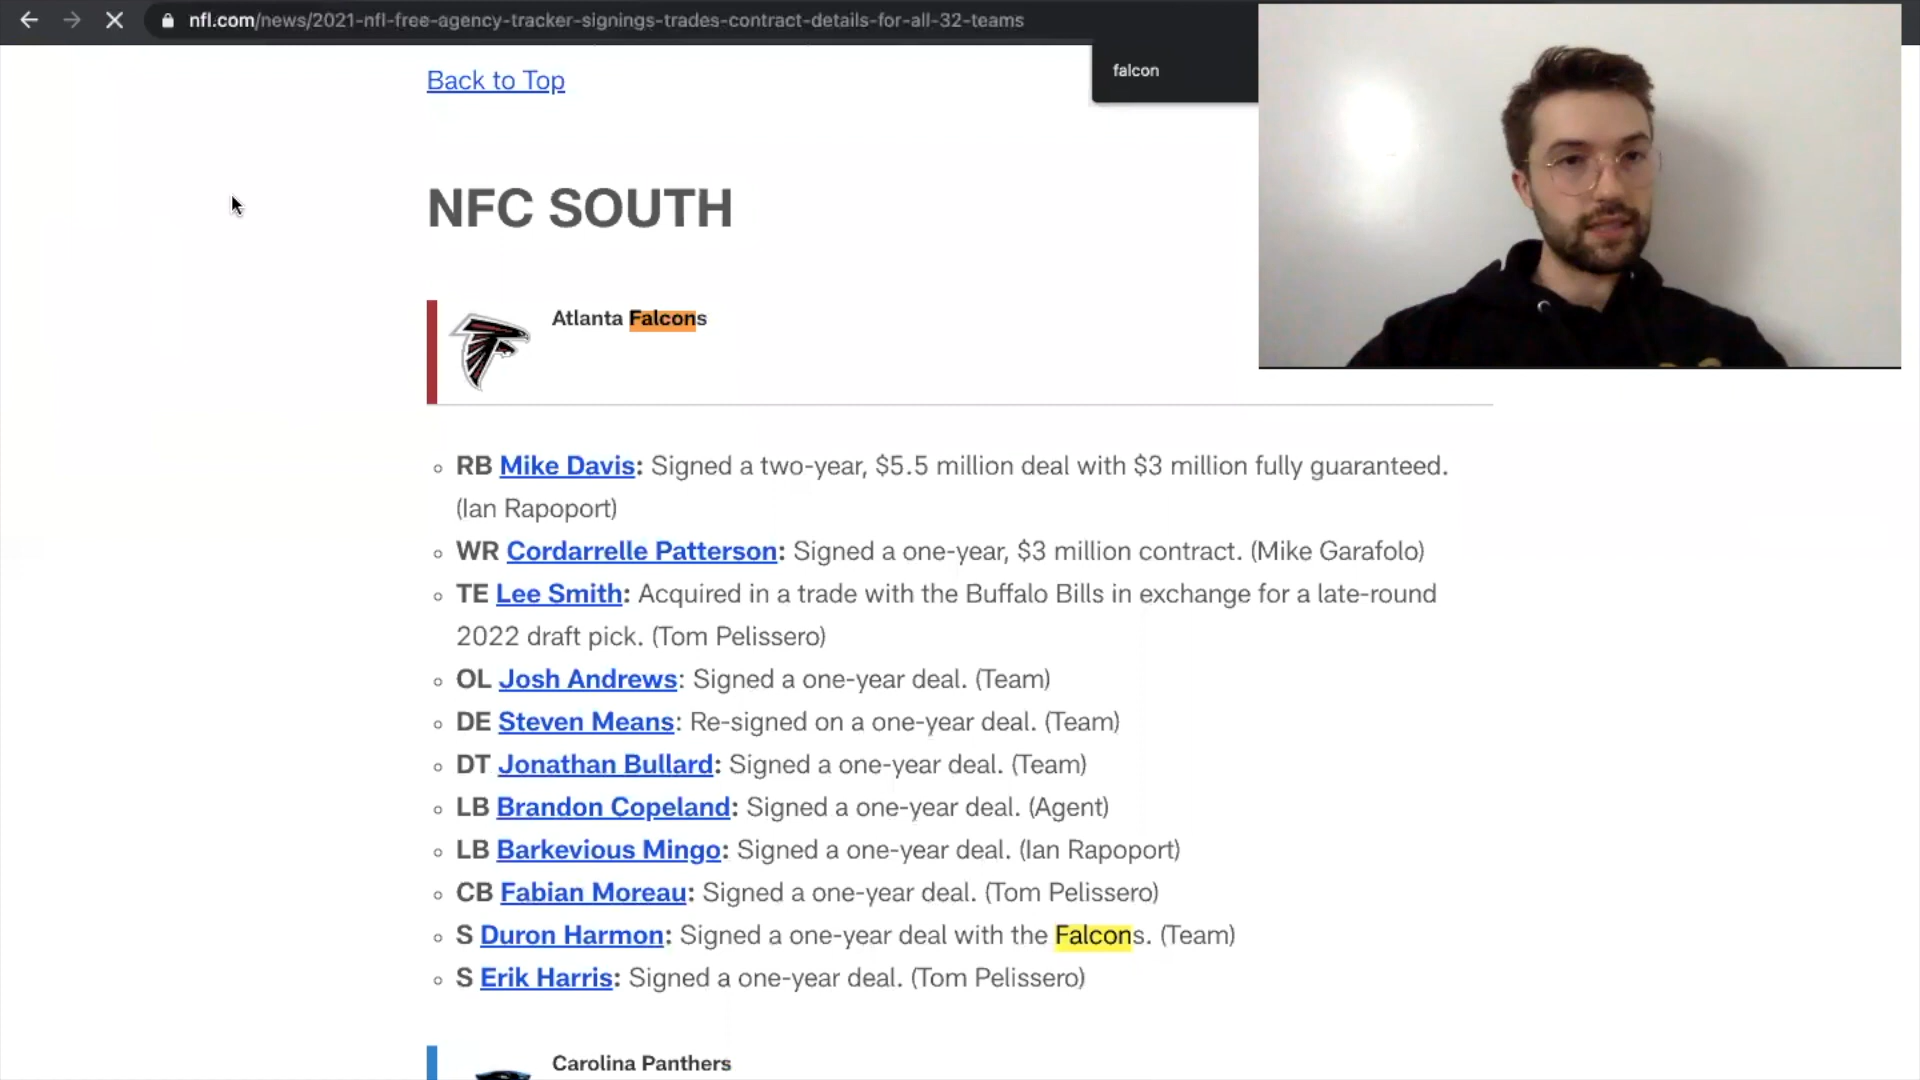 nfl.com/news/2021-nfl-free-agency-tracker-signings-trades-contract-details-for-all-32-teams
falcon
Back to Top
NFC SOUTH
Atlanta Falcons
RB Mike Davis: Signed a two-year, $5.5 million deal with $3 million fully guaranteed.
(Ian Rapoport)
WR Cordarrelle Patterson: Signed a one-year, $3 million contract. (Mike Garafolo)
TE Lee Smith: Acquired in a trade with the Buffalo Bills in exchange for a late-round
2022 draft pick. (Tom Pelissero)
OL Josh Andrews: Signed a one-year deal. (Team)
DE Steven Means: Re-signed on a one-year deal. (Team)
DT Jonathan Bullard: Signed a one-year deal. (Team)
LB Brandon Copeland: Signed a one-year deal. (Agent)
LB Barkevious Mingo: Signed a one-year deal. (Ian Rapoport)
CB Fabian Moreau: Signed a one-year deal. (Tom Pelissero)
S Duron Harmon: Signed a one-year deal with the Falcons. (Team)
S Erik Harris: Signed a one-year deal. (Tom Pelissero)
Carolina Panthers